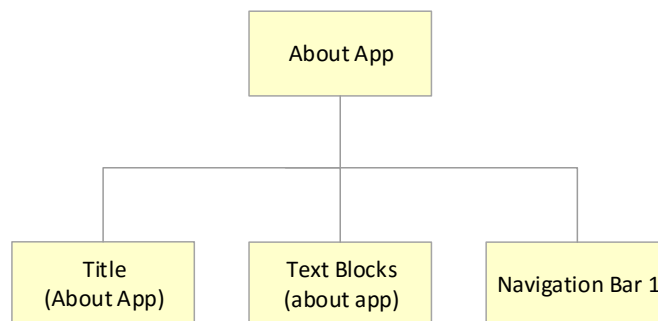 About App
Title
(About App)
Text Blocks
(about app)
Navigation Bar 1